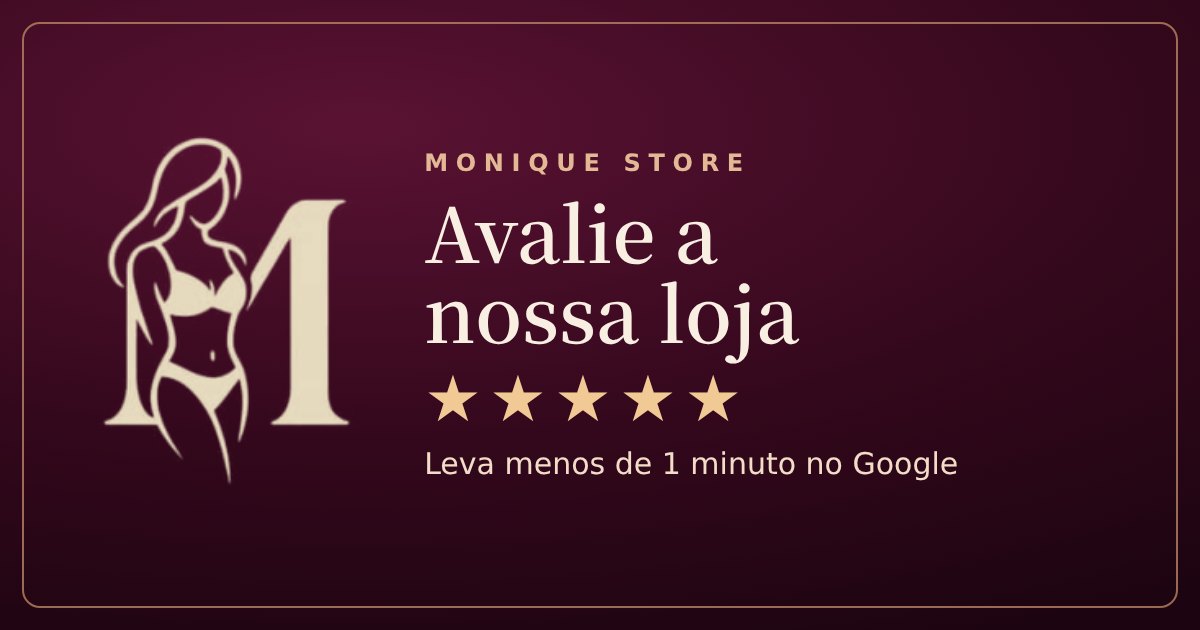 M
MONIQUE STORE
Avalie a
nossa loja
★★★★★
Leva menos de 1 minuto no Google